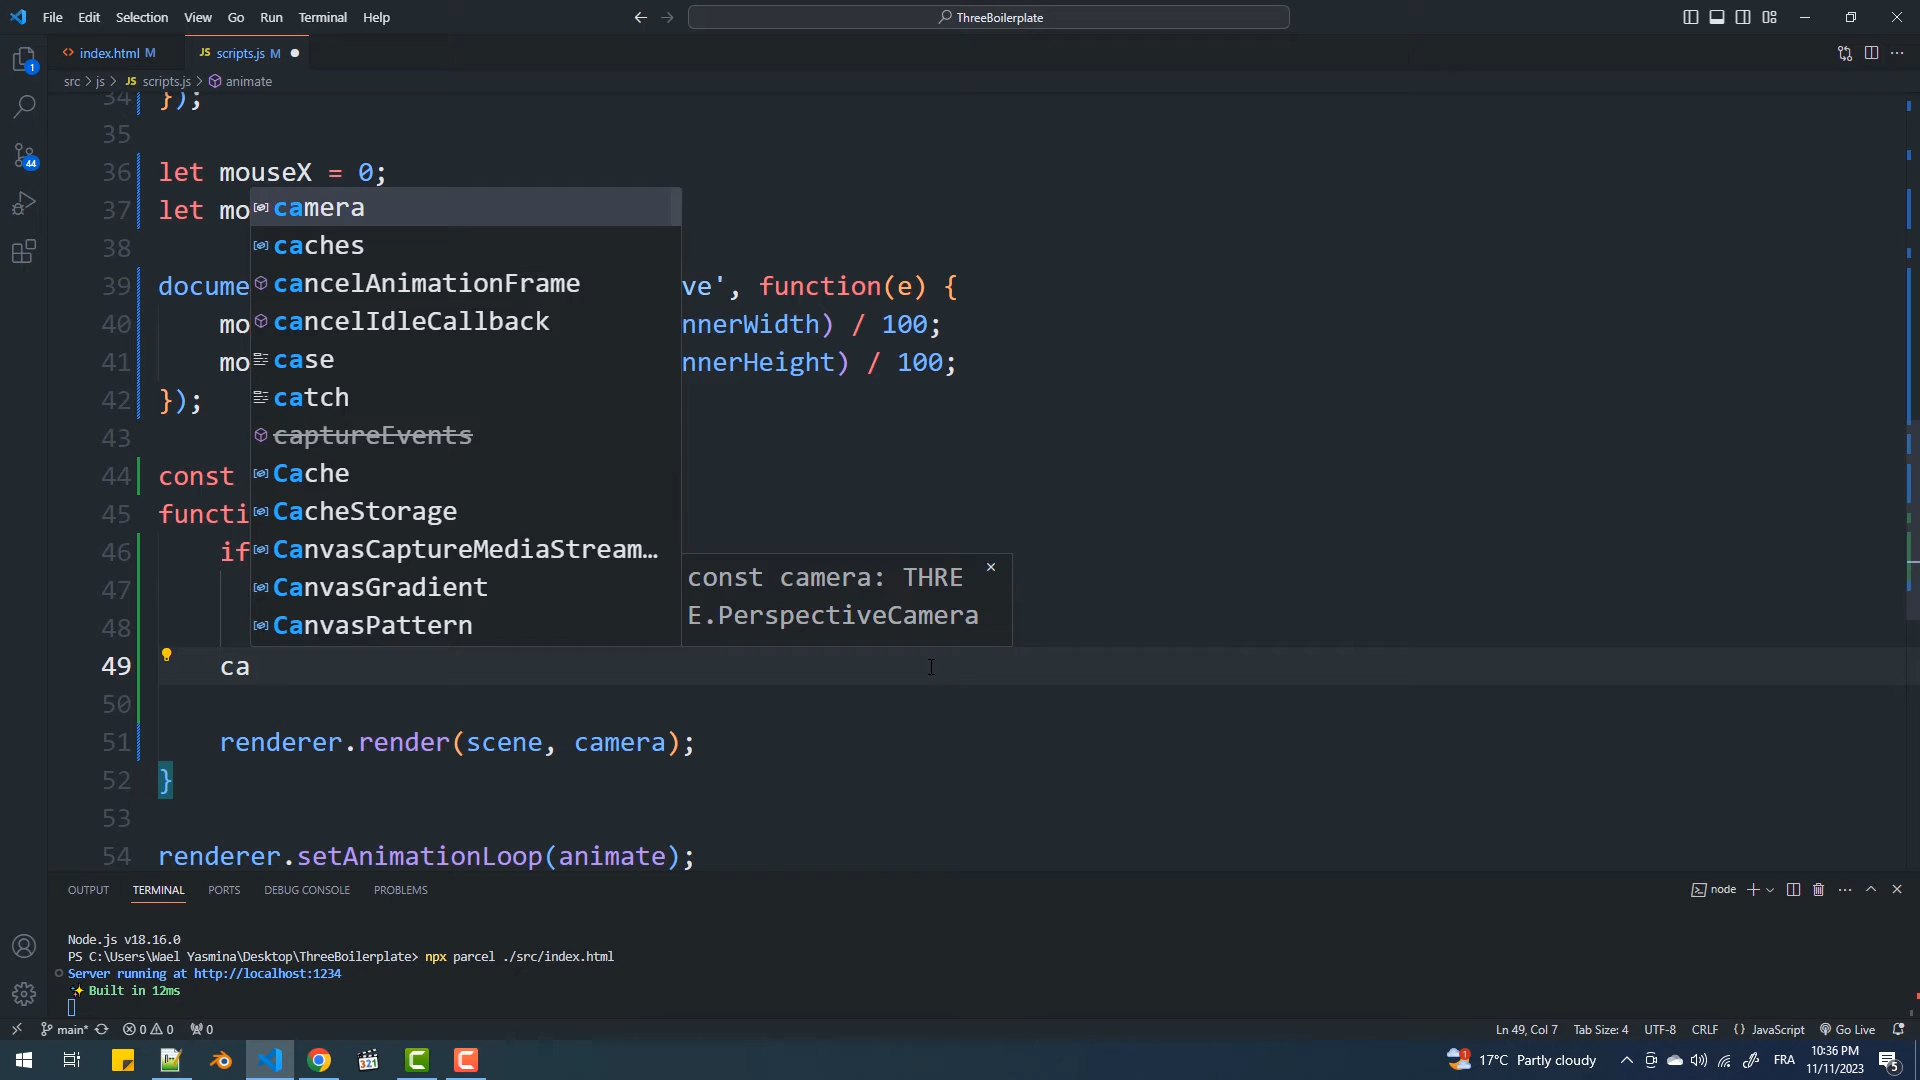 File Edit Selection View Go Run Terminal Help
ThreeBoilerplate
index.html M
JS scripts.js M
src > js > JS scripts.js > animate
34 });
35
36 let mouseX = 0;
37 let mo
38
39 docume ve', function(e) {
40 mo nnerWidth) / 100;
41 mo nnerHeight) / 100;
42 });
43
44 const
45 functi
46 if
47
48
49 ca
50
51 renderer.render(scene, camera);
52 }
53
54 renderer.setAnimationLoop(animate);
camera
caches
cancelAnimationFrame
cancelIdleCallback
case
catch
captureEvents
Cache
CacheStorage
CanvasCaptureMediaStream…
CanvasGradient
CanvasPattern
const camera: THRE
E.PerspectiveCamera
1
44
OUTPUT TERMINAL PORTS DEBUG CONSOLE PROBLEMS
node
Node.js v18.16.0
PS C:\Users\Wael Yasmina\Desktop\ThreeBoilerplate> npx parcel ./src/index.html
Server running at http://localhost:1234
Built in 12ms
main* 0 0 0
Ln 49, Col 7 Tab Size: 4 UTF-8 CRLF {} JavaScript Go Live
321
1 17°C Partly cloudy FRA 10:36 PM
11/11/2023
5